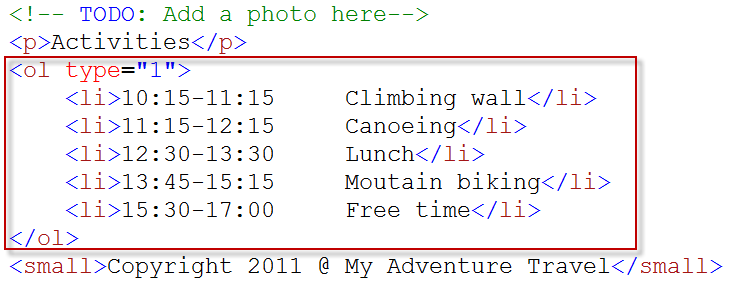 <!-- TODO: Add a photo here-->
<p>Activities</p>
<ol type="1">
<li>10:15-11:15     Climbing wall</li>
<li>11:15-12:15     Canoeing</li>
<li>12:30-13:30     Lunch</li>
<li>13:45-15:15     Moutain biking</li>
<li>15:30-17:00     Free time</li>
</ol>
<small>Copyright 2011 @ My Adventure Travel</small>